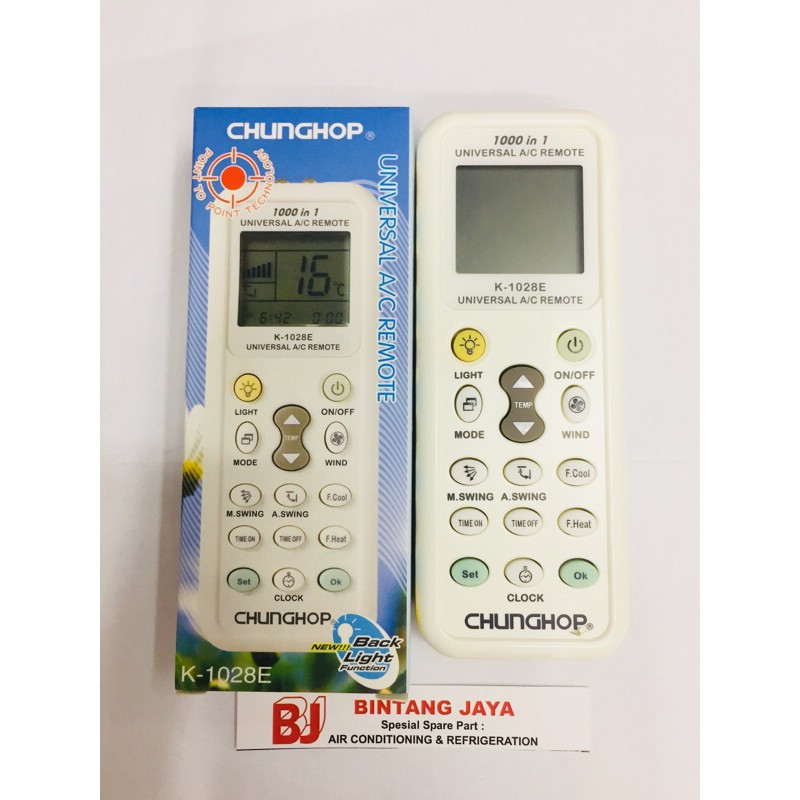 CHUNGHOP®
POINT TO POINT TECHNOLOGY
UNIVERSAL A/C REMOTE
1000 in 1
UNIVERSAL A/C REMOTE
16 °C
6:42 0:00
K-1028E
UNIVERSAL A/C REMOTE
LIGHT
ON/OFF
TEMP
MODE
WIND
F.Cool
M.SWING A.SWING
TIME ON TIME OFF F.Heat
Set Ok
CLOCK
CHUNGHOP®
NEW!!! Back
Light
Function
K-1028E
1000 in 1
UNIVERSAL A/C REMOTE
K-1028E
UNIVERSAL A/C REMOTE
LIGHT
ON/OFF
TEMP
MODE
WIND
F.Cool
M.SWING A.SWING
TIME ON TIME OFF F.Heat
Set Ok
CLOCK
CHUNGHOP®
BJ
BINTANG JAYA
Spesial Spare Part :
AIR CONDITIONING & REFRIGERATION